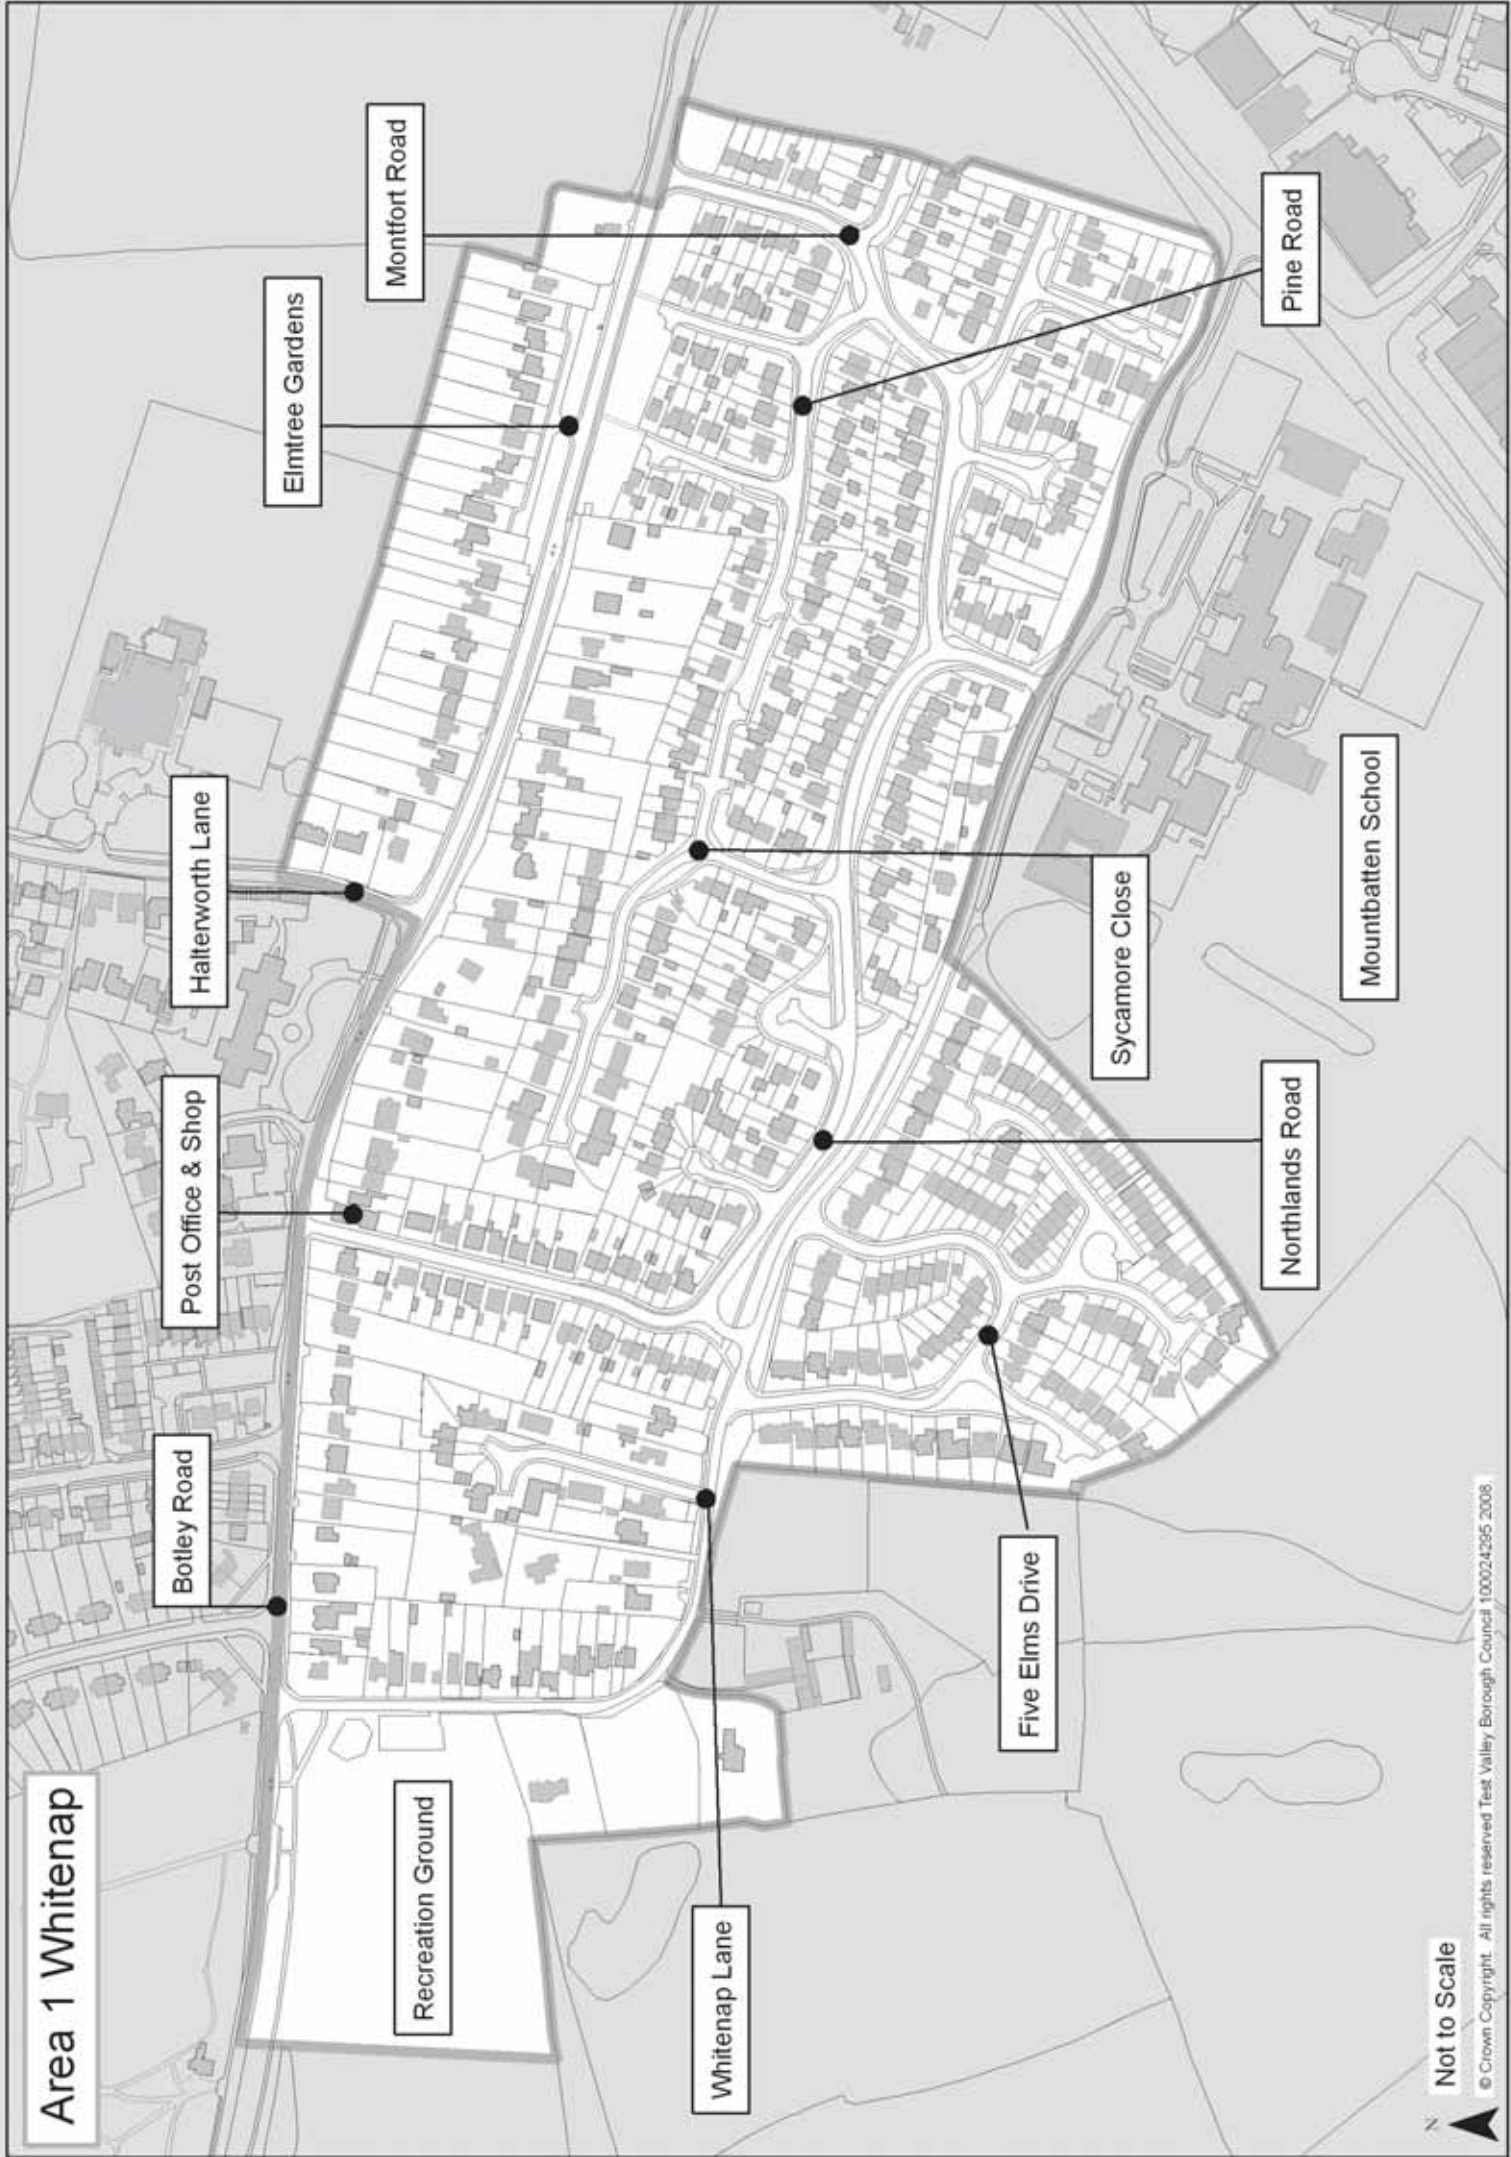 Area 1 Whitenap
Botley Road
Post Office & Shop
Halterworth Lane
Elmtree Gardens
Montfort Road
Recreation Ground
Whitenap Lane
Five Elms Drive
Northlands Road
Sycamore Close
Pine Road
Mountbatten School
N
Not to Scale
© Crown Copyright. All rights reserved Test Valley Borough Council 100024295 2008.